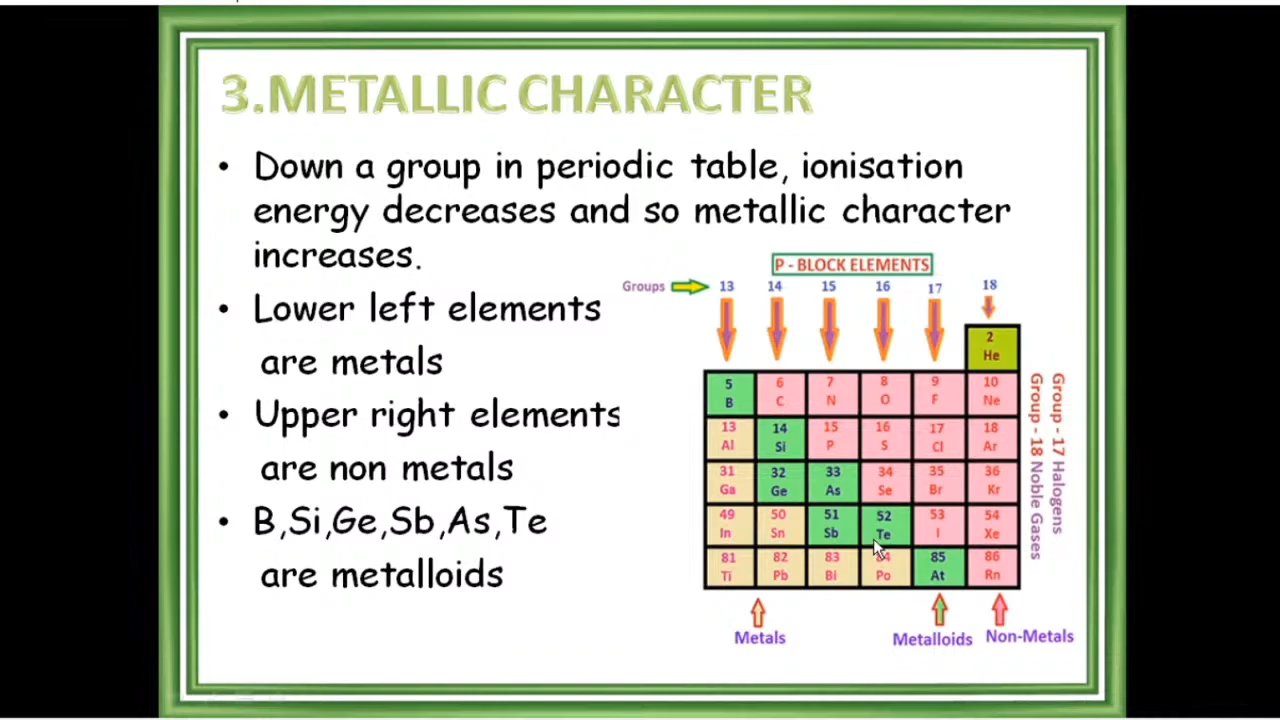 3.METALLIC CHARACTER
• Down a group in periodic table, ionisation
energy decreases and so metallic character
increases.
• Lower left elements
are metals
• Upper right elements
are non metals
• B,Si,Ge,Sb,As,Te
are metalloids
P - BLOCK ELEMENTS
Groups 13 14 15 16 17 18
2
He
5 6 7 8 9 10
B C N O F Ne
13 14 15 16 17 18
Al Si P S Cl Ar
31 32 33 34 35 36
Ga Ge As Se Br Kr
49 50 51 52 53 54
In Sn Sb Te I Xe
81 82 83 84 85 86
Ti Pb Bi Po At Rn
Group - 17 Halogens
Group - 18 Noble Gases
Metals
Metalloids
Non-Metals